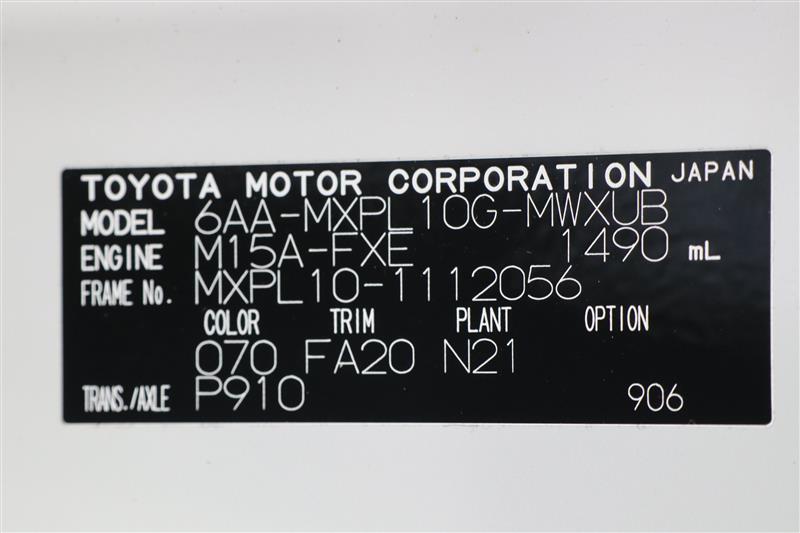 TOYOTA MOTOR CORPORATION JAPAN
MODEL 6AA-MXPL10G-MWXUB
ENGINE M15A-FXE 1490 mL
FRAME No. MXPL10-1112056
COLOR TRIM PLANT OPTION
070 FA20 N21
TRANS./AXLE P910 906